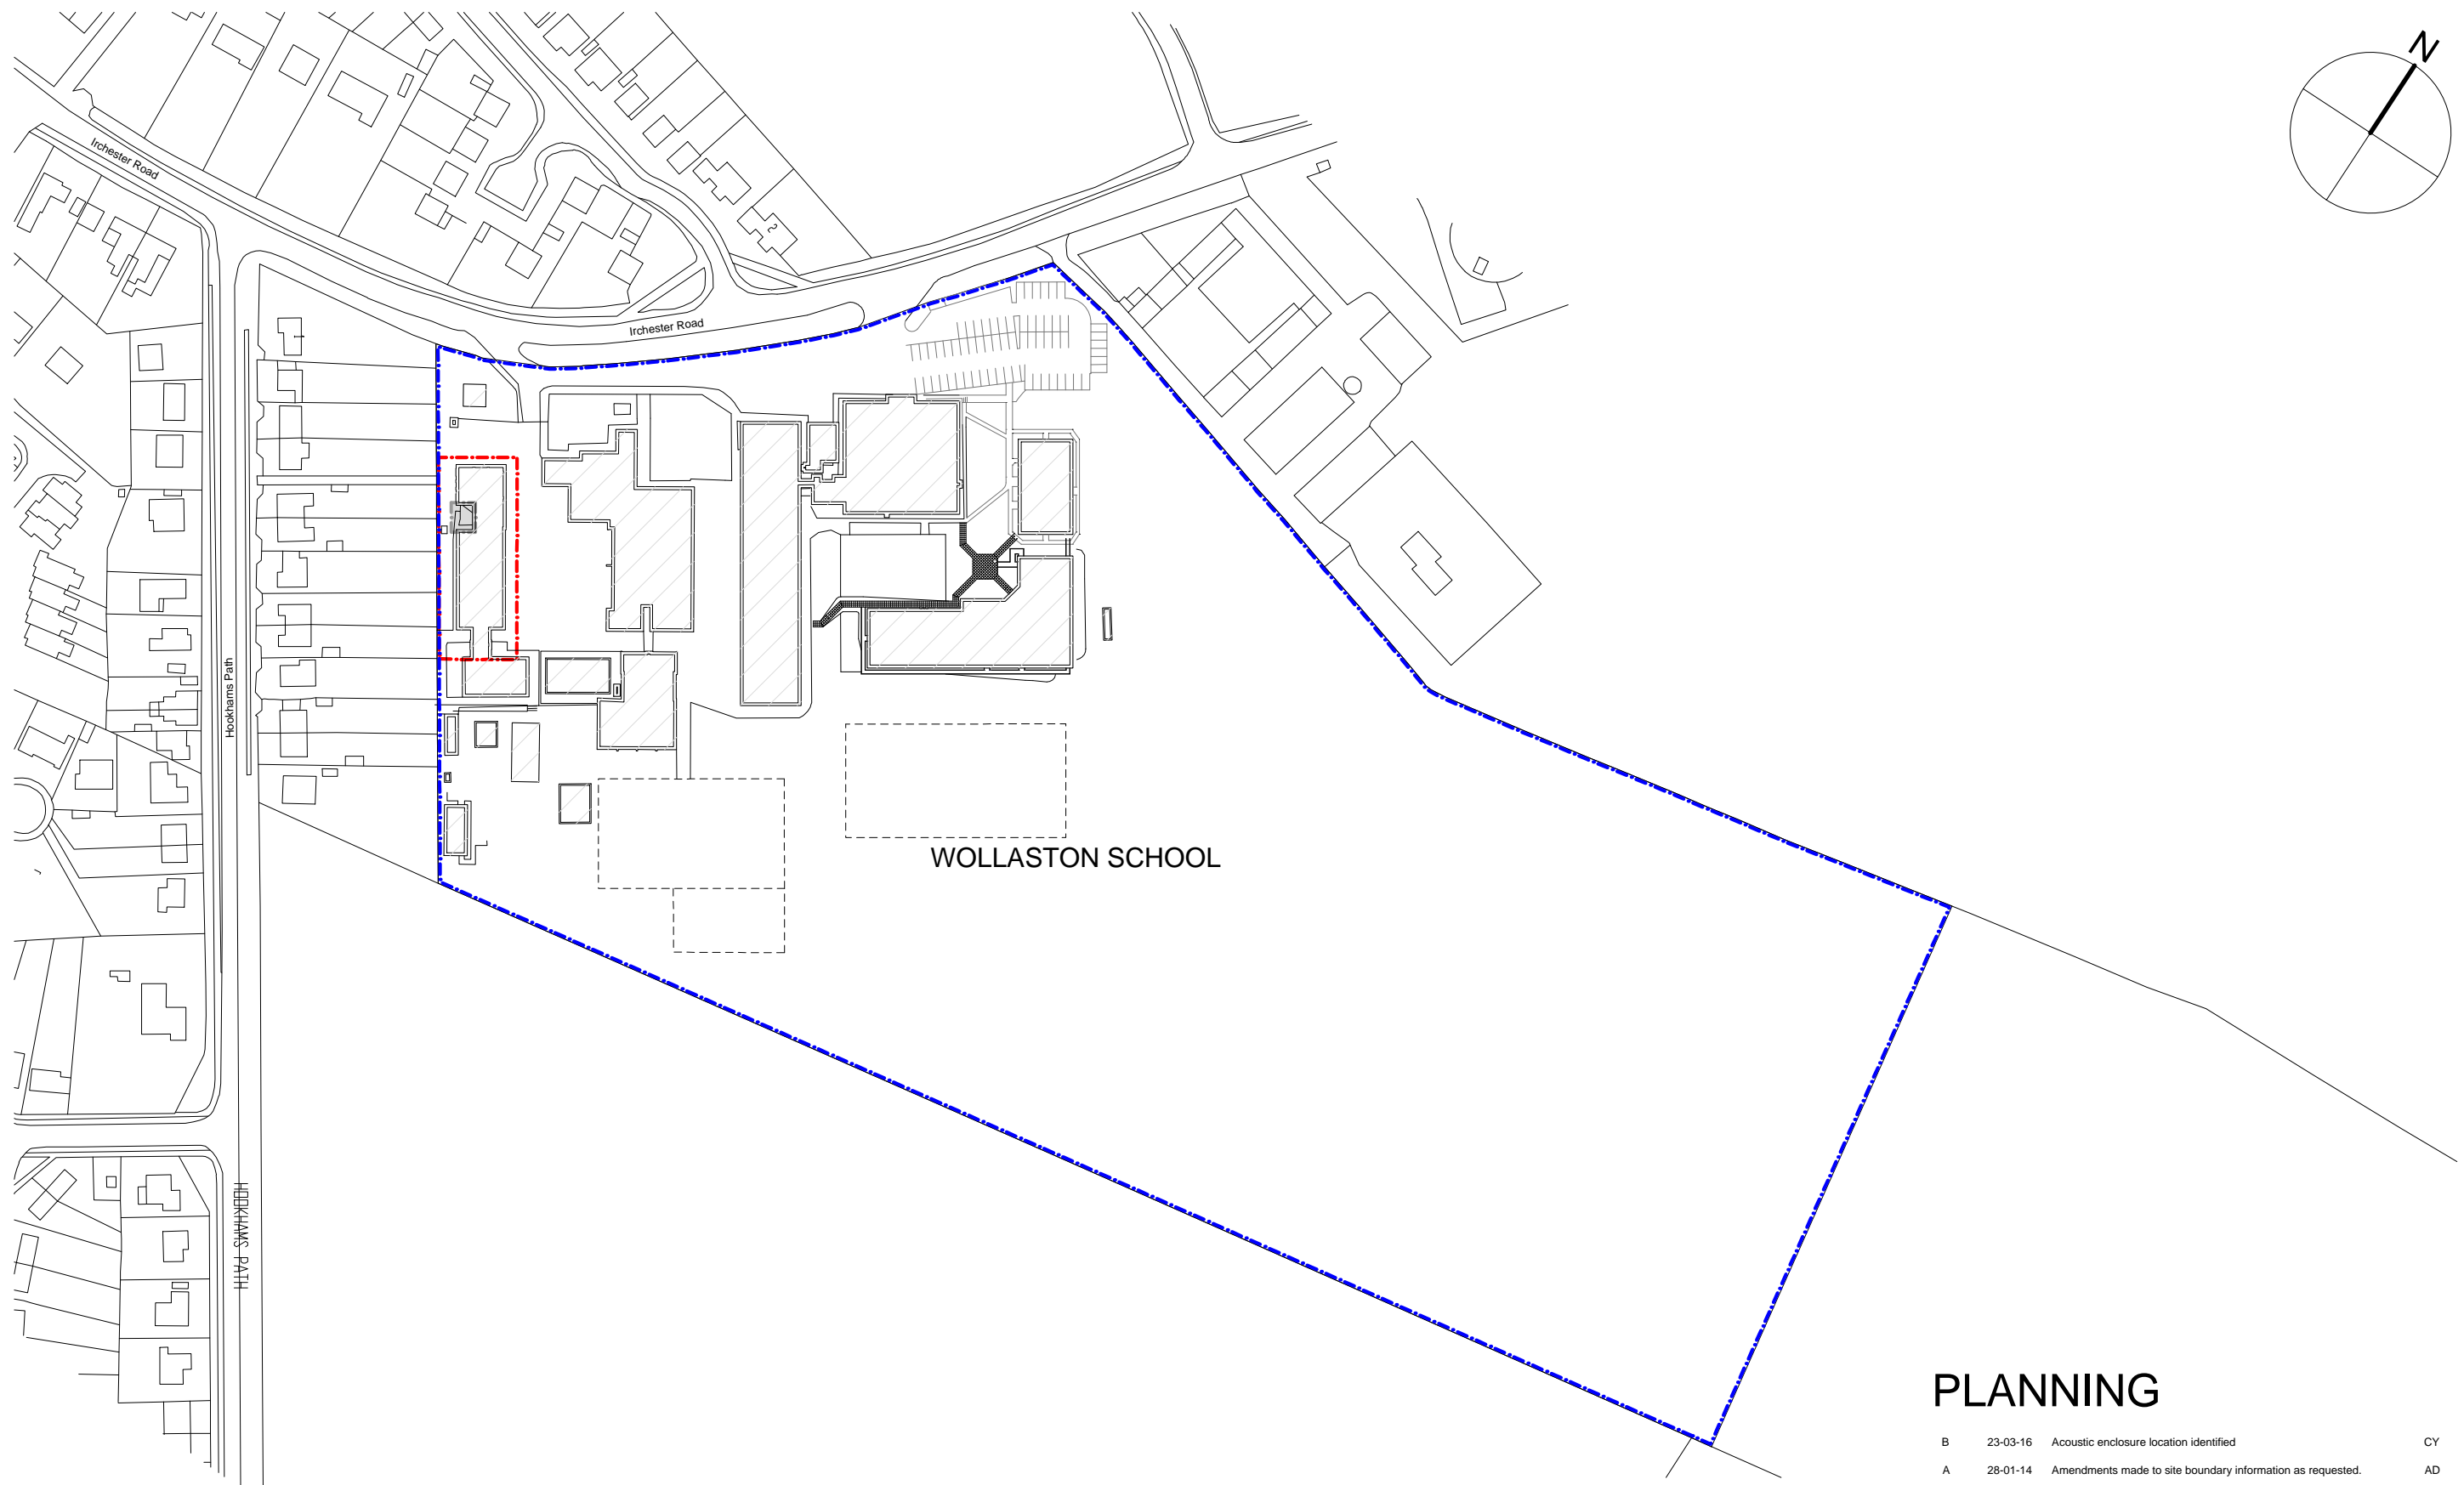 N
Irchester Road
Irchester Road
Hookhams Path
WOLLASTON SCHOOL
HOOKHAMS PATH
PLANNING
B 23-03-16 Acoustic enclosure location identified CY
A 28-01-14 Amendments made to site boundary information as requested. AD